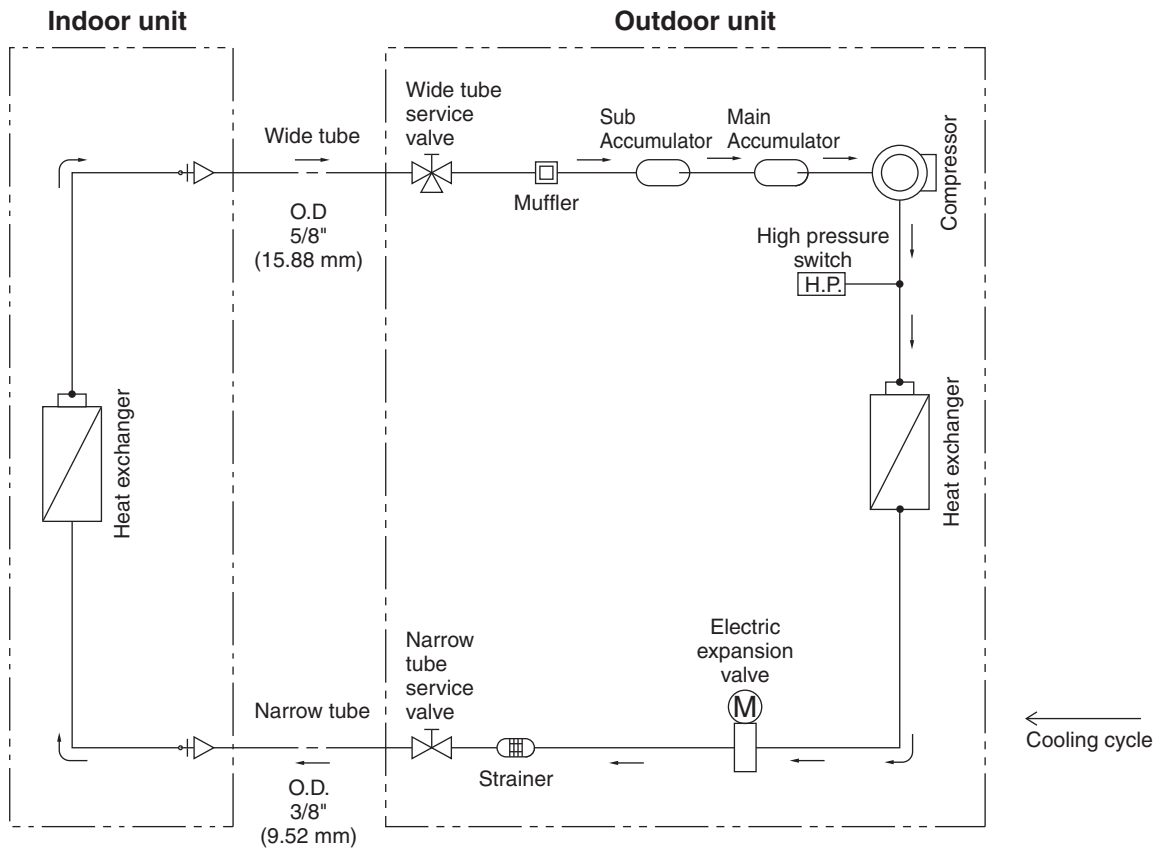 Indoor unit
Outdoor unit
Wide tube
service
valve
Wide tube
Sub
Accumulator
Main
Accumulator
Compressor
Muffler
O.D
5/8"
(15.88 mm)
High pressure
switch
H.P.
Heat exchanger
Heat exchanger
Narrow
tube
service
valve
Electric
expansion
valve
M
Narrow tube
Strainer
Cooling cycle
O.D.
3/8"
(9.52 mm)